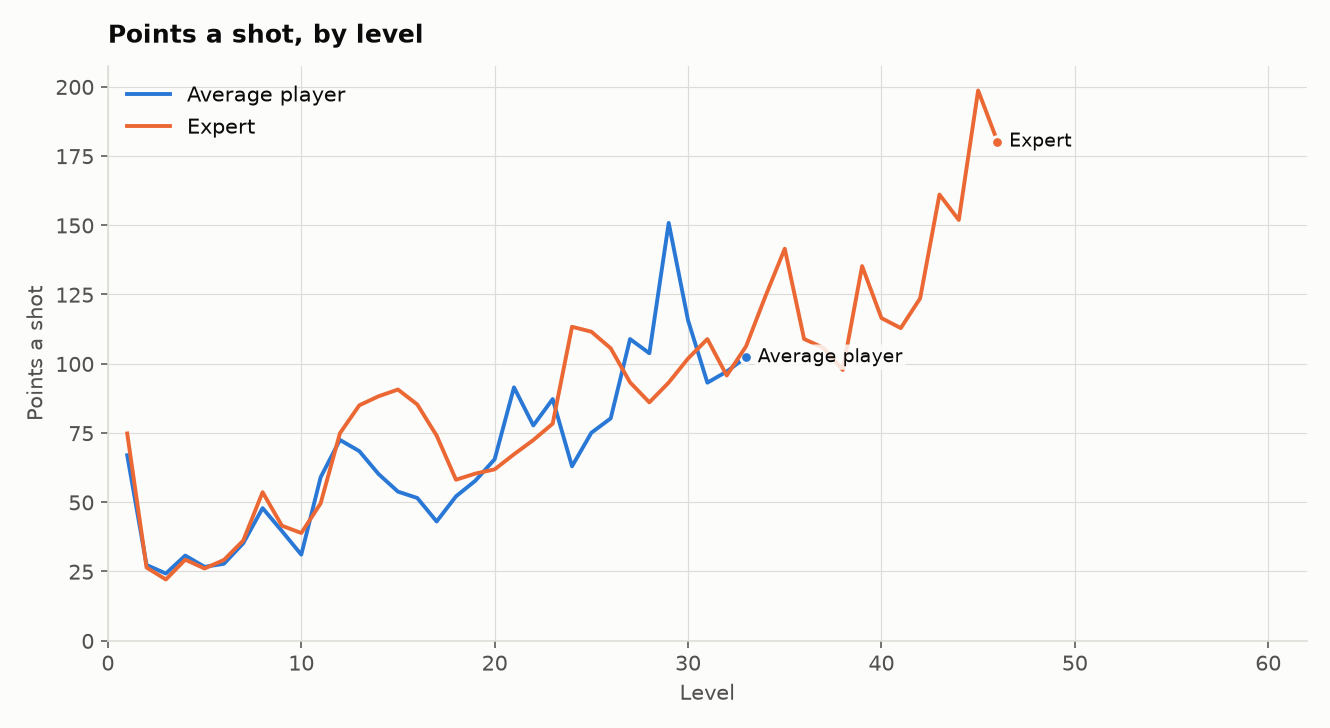 Points a shot, by level
Average player
Expert
200
175
150
125
100
75
50
25
0
Points a shot
Expert
Average player
0 10 20 30 40 50 60
Level